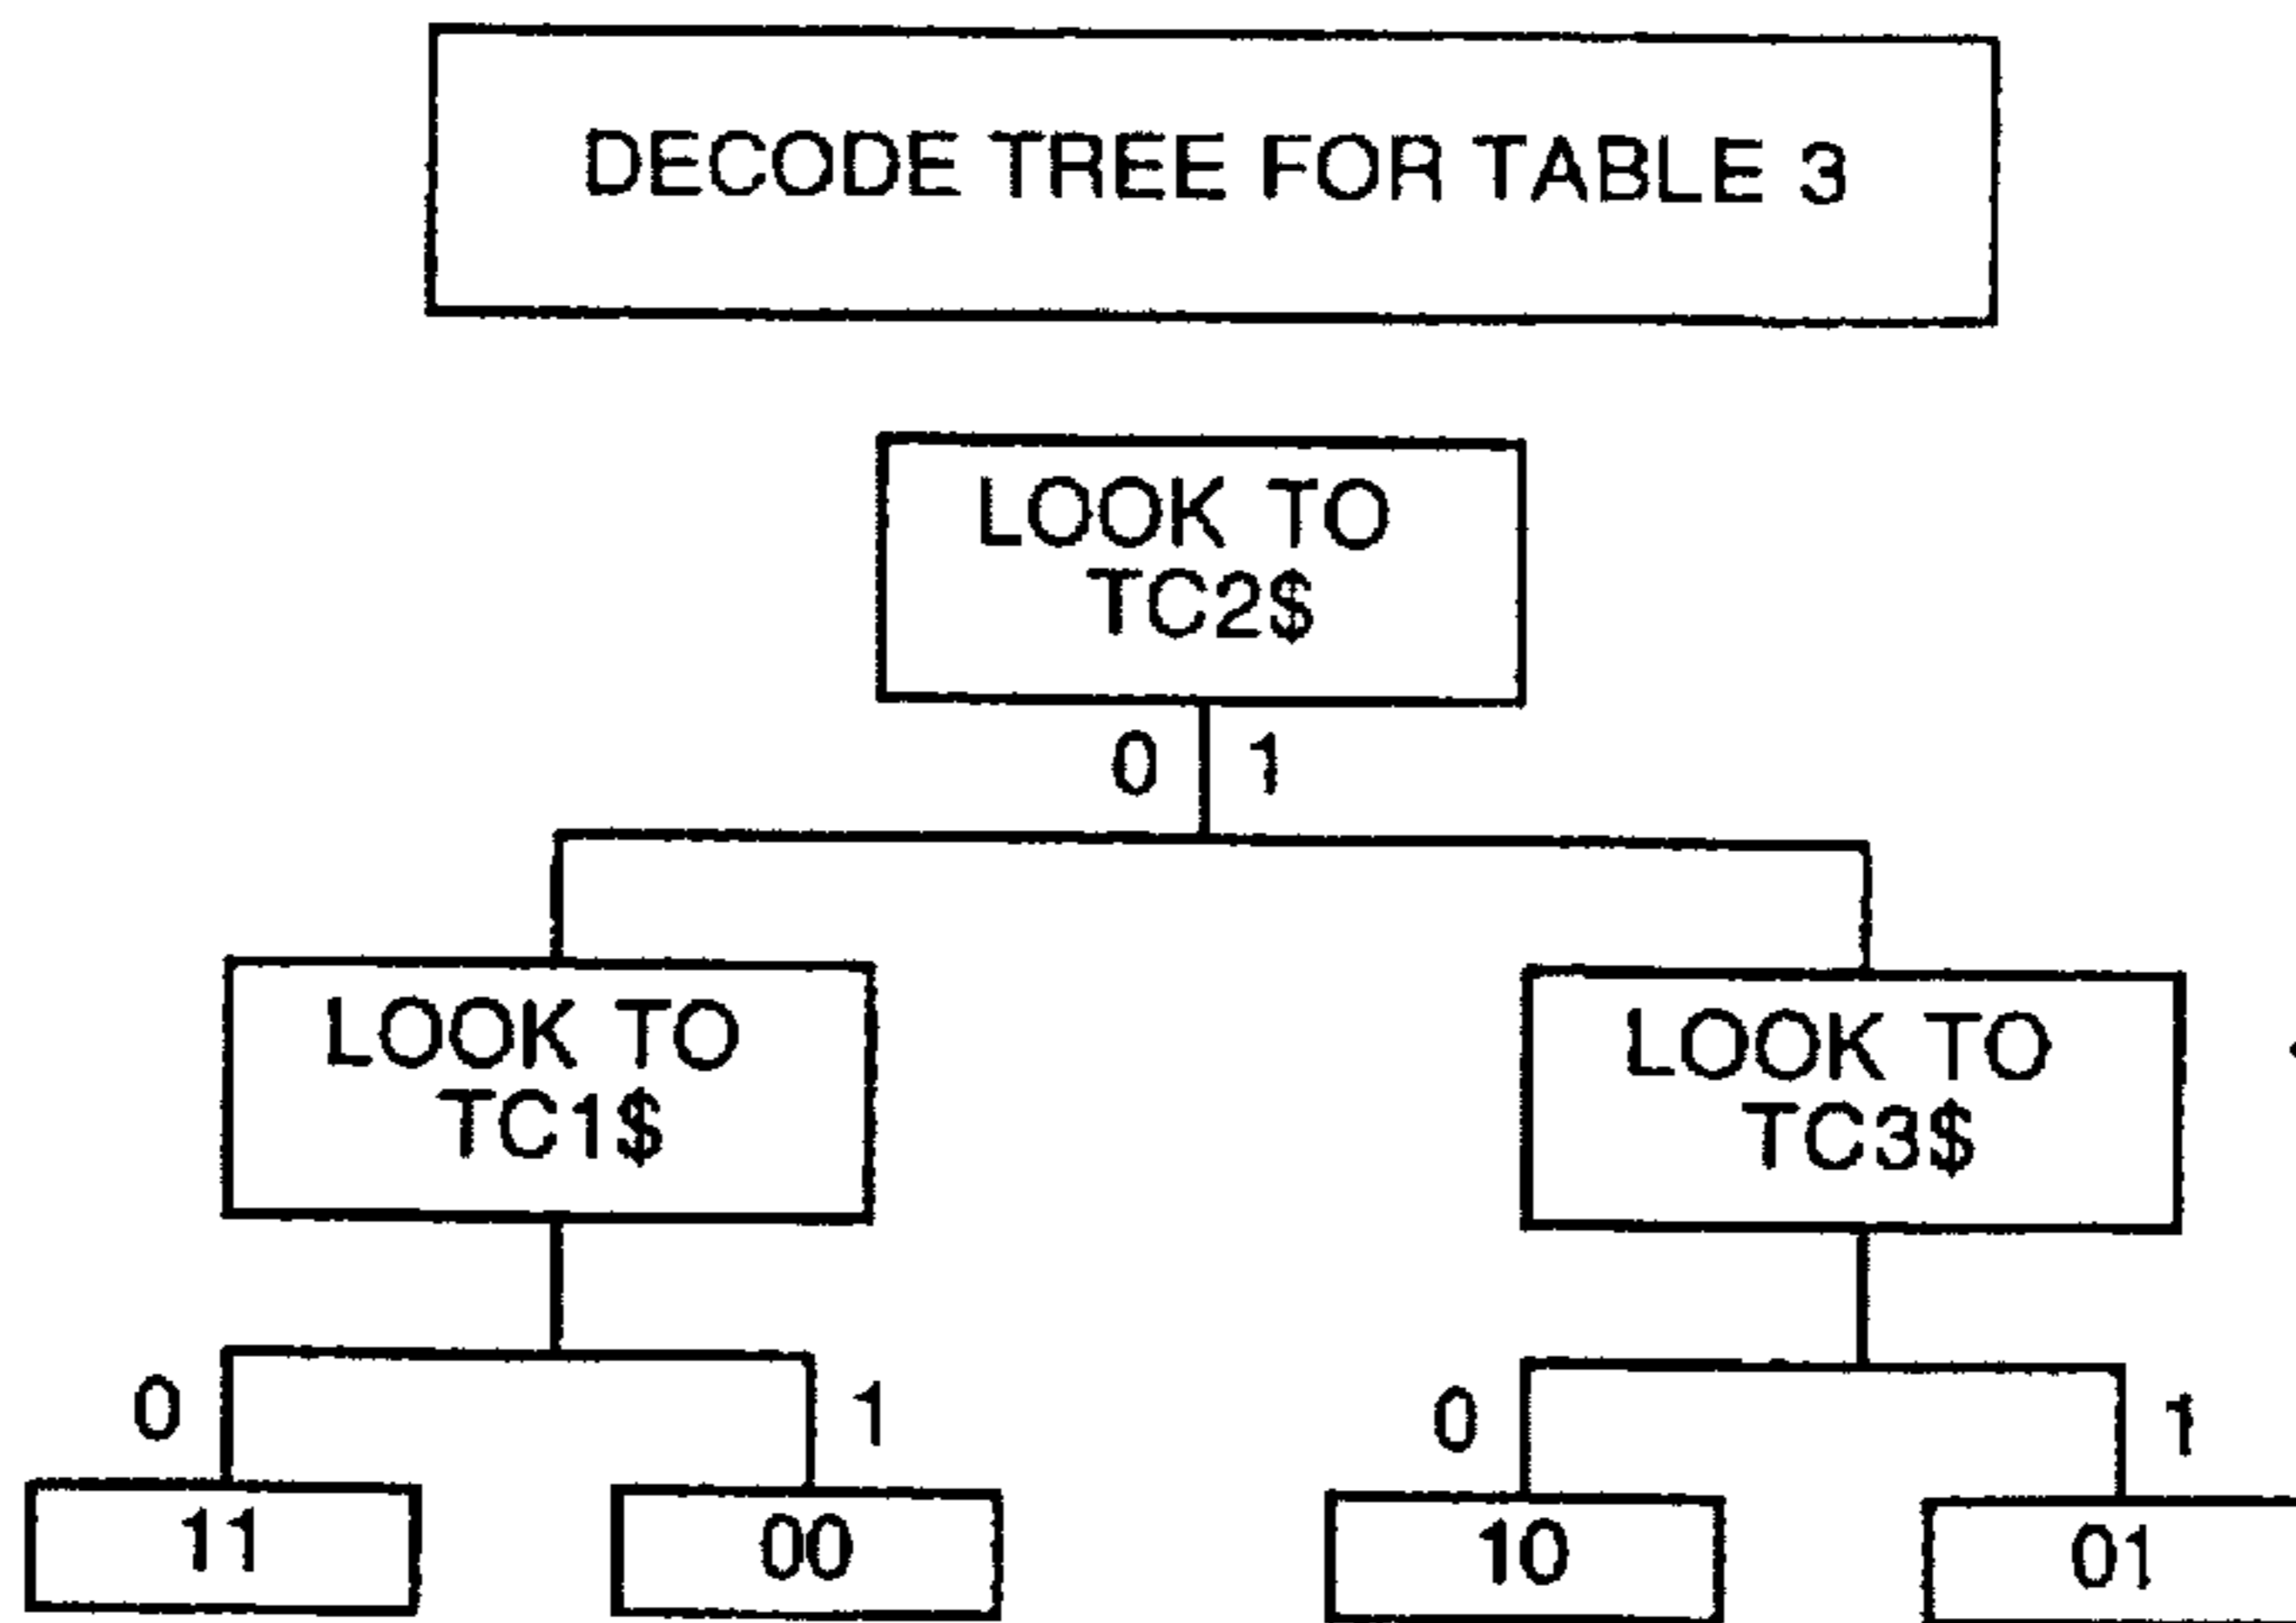 DECODE TREE FOR TABLE 3
LOOK TO
TC2$
0 1
LOOK TO
TC1$
LOOK TO
TC3$
0 1
0 1
11
00
10
01